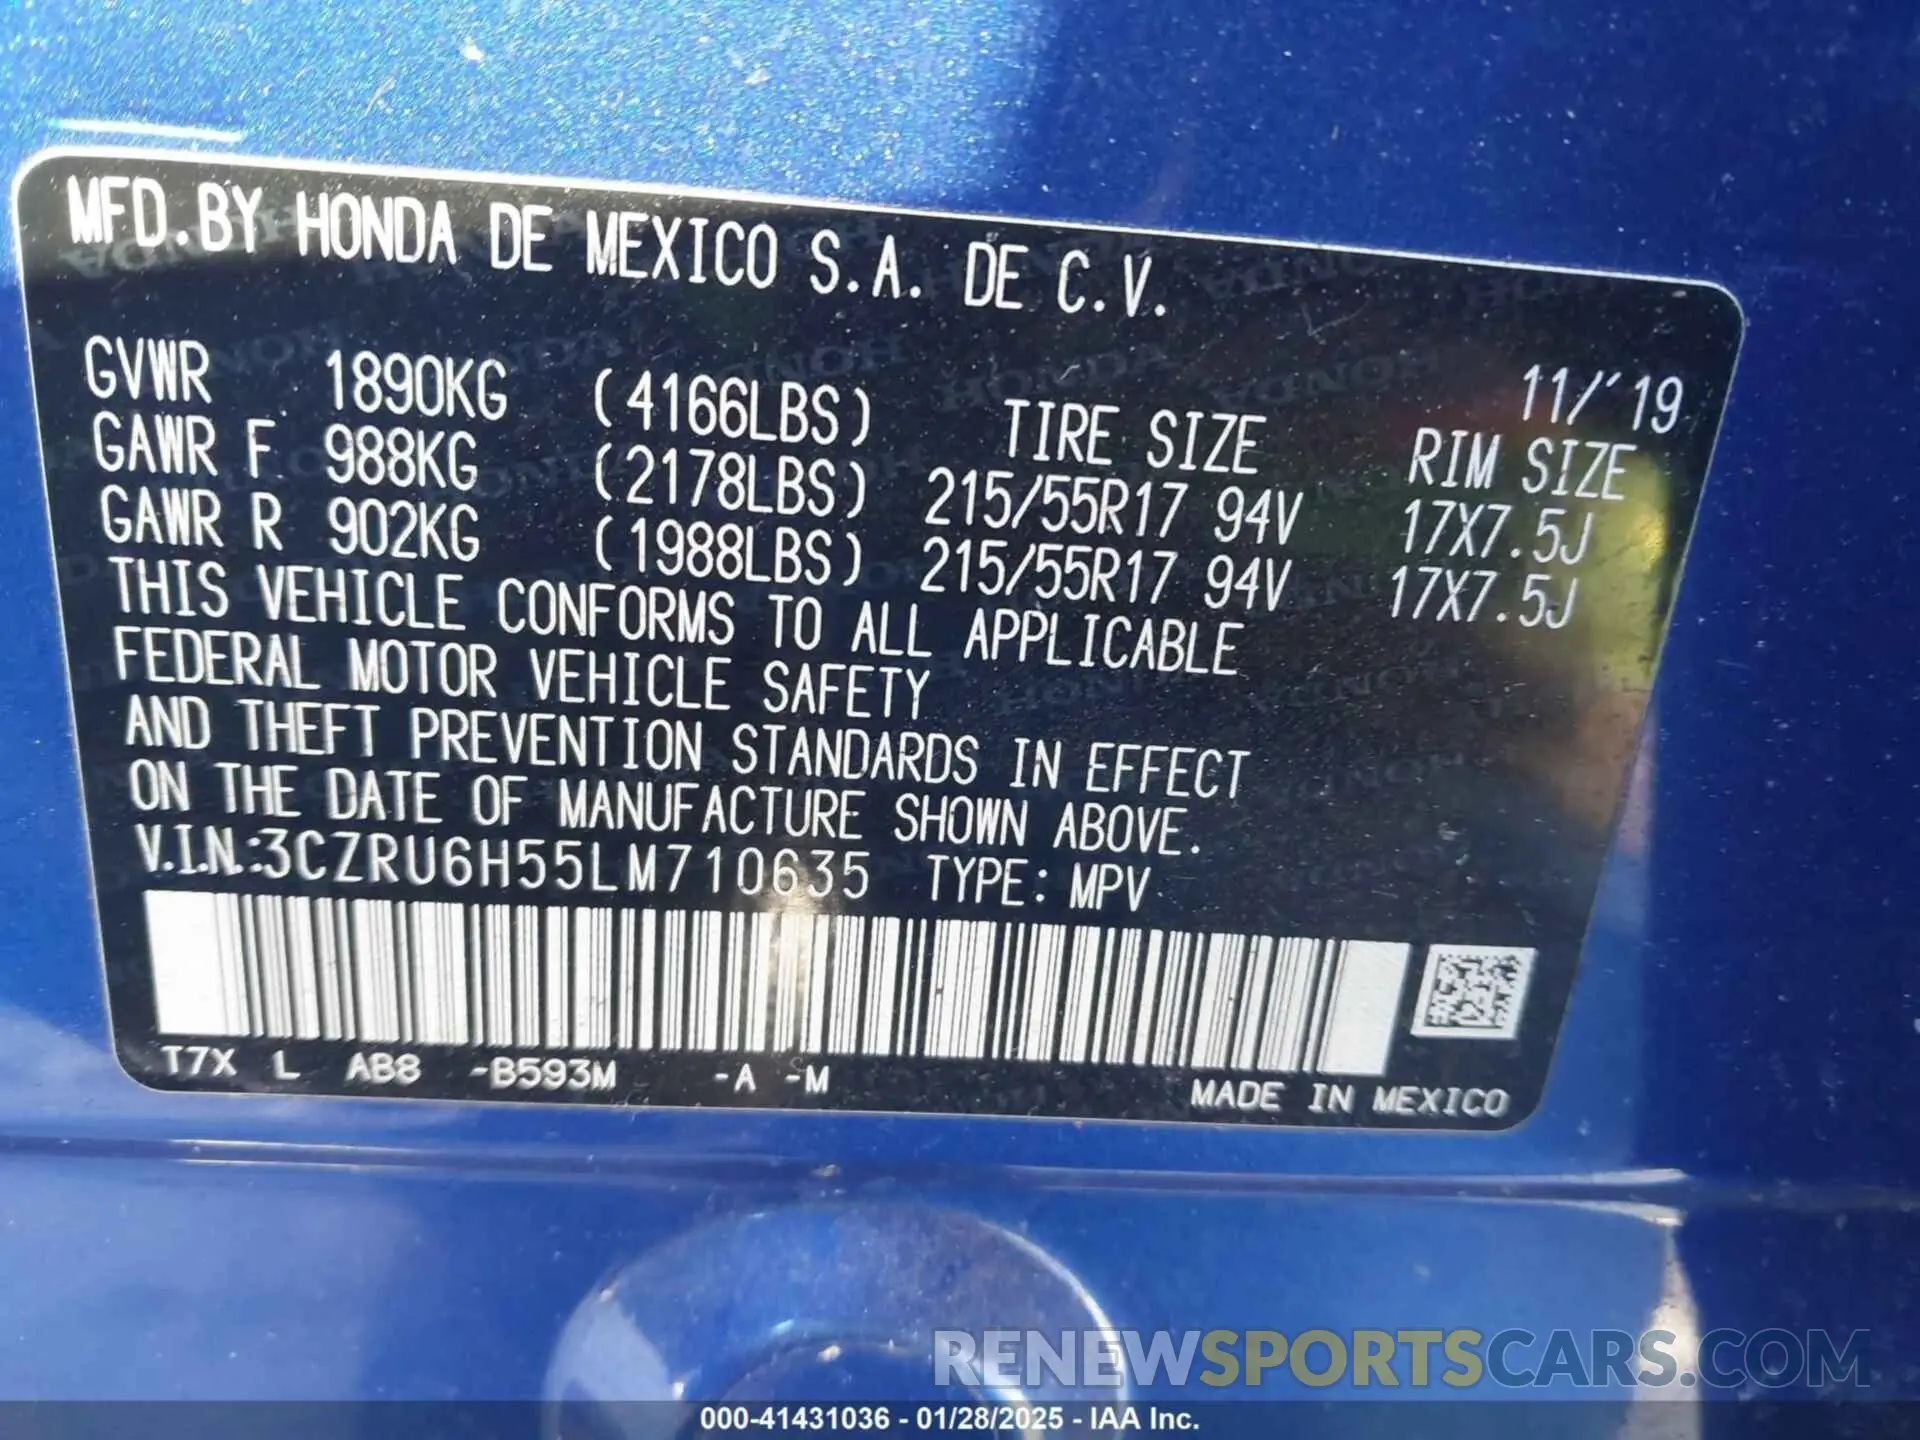 MFD.BY HONDA DE MEXICO S.A. DE C.V.
11/'19
GVWR 1890KG (4166LBS) TIRE SIZE RIM SIZE
GAWR F 988KG (2178LBS) 215/55R17 94V 17X7.5J
GAWR R 902KG (1988LBS) 215/55R17 94V 17X7.5J
THIS VEHICLE CONFORMS TO ALL APPLICABLE
FEDERAL MOTOR VEHICLE SAFETY
AND THEFT PREVENTION STANDARDS IN EFFECT
ON THE DATE OF MANUFACTURE SHOWN ABOVE.
V.I.N.:3CZRU6H55LM710635 TYPE: MPV
T7X L AB8 -B593M -A -M
MADE IN MEXICO
RENEWSPORTSCARS.COM
000-41431036 - 01/28/2025 - IAA Inc.